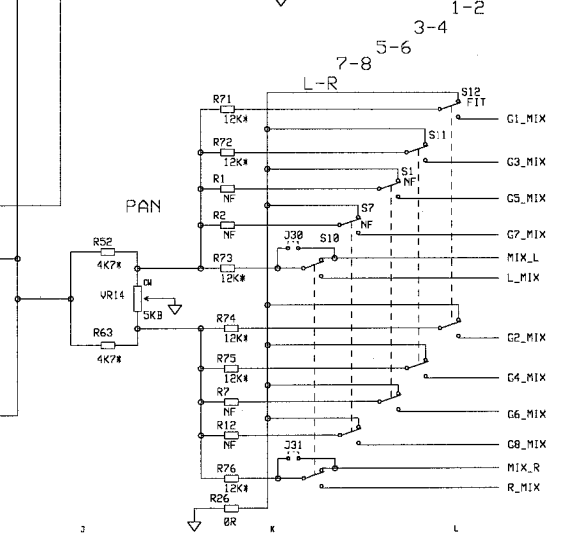 1-2
3-4
5-6
7-8
L-R
S12
FIT
R71
12K*
G1_MIX
S11
R72
12K*
G3_MIX
S1
NF
R1
NF
G5_MIX
PAN
S7
NF
R2
NF
G7_MIX
R52
4K7*
J30
S10
MIX_L
R73
12K*
L_MIX
CW
VR14
5KB
R74
12K*
G2_MIX
R63
4K7*
R75
12K*
G4_MIX
R7
NF
G6_MIX
R12
NF
J31
G8_MIX
MIX_R
R76
12K*
R_MIX
R26
0R
J
K
L